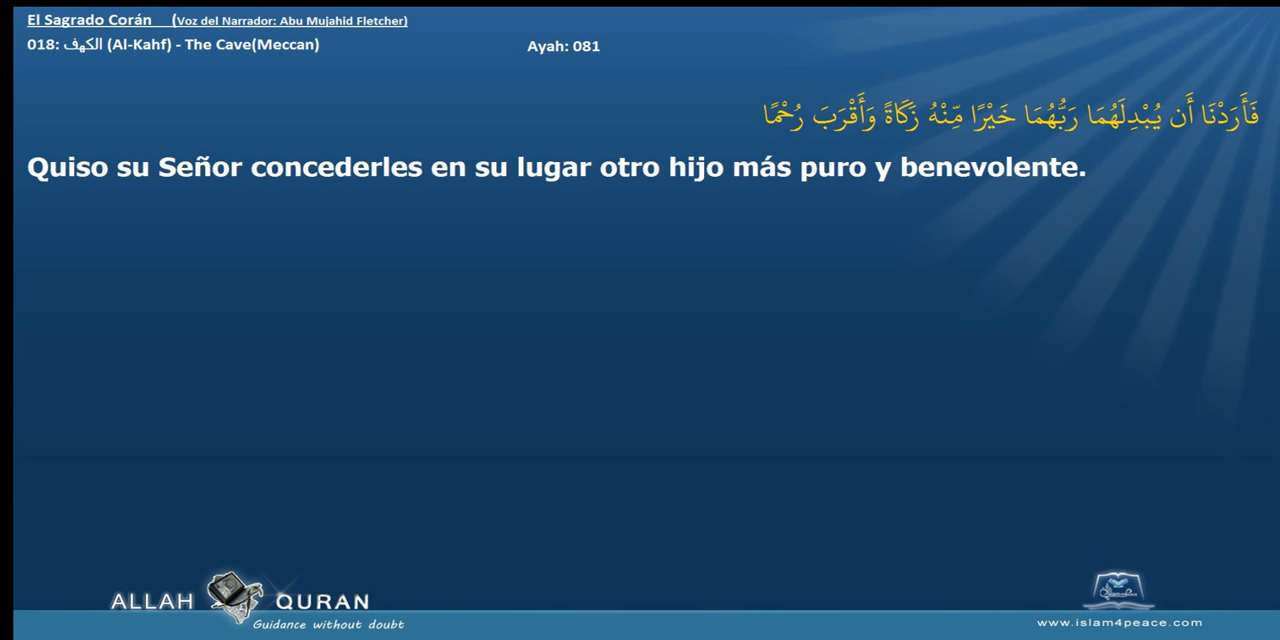 El Sagrado Corán (Voz del Narrador: Abu Mujahid Fletcher)
018: الكهف (Al-Kahf) - The Cave(Meccan)
Ayah: 081
فَأَرَدْنَا أَن يُبْدِلَهُمَا رَبُّهُمَا خَيْرًا مِّنْهُ زَكَاةً وَأَقْرَبَ رُحْمًا
Quiso su Señor concederles en su lugar otro hijo más puro y benevolente.
ALLAH QURAN
Guidance without doubt
www.islam4peace.com